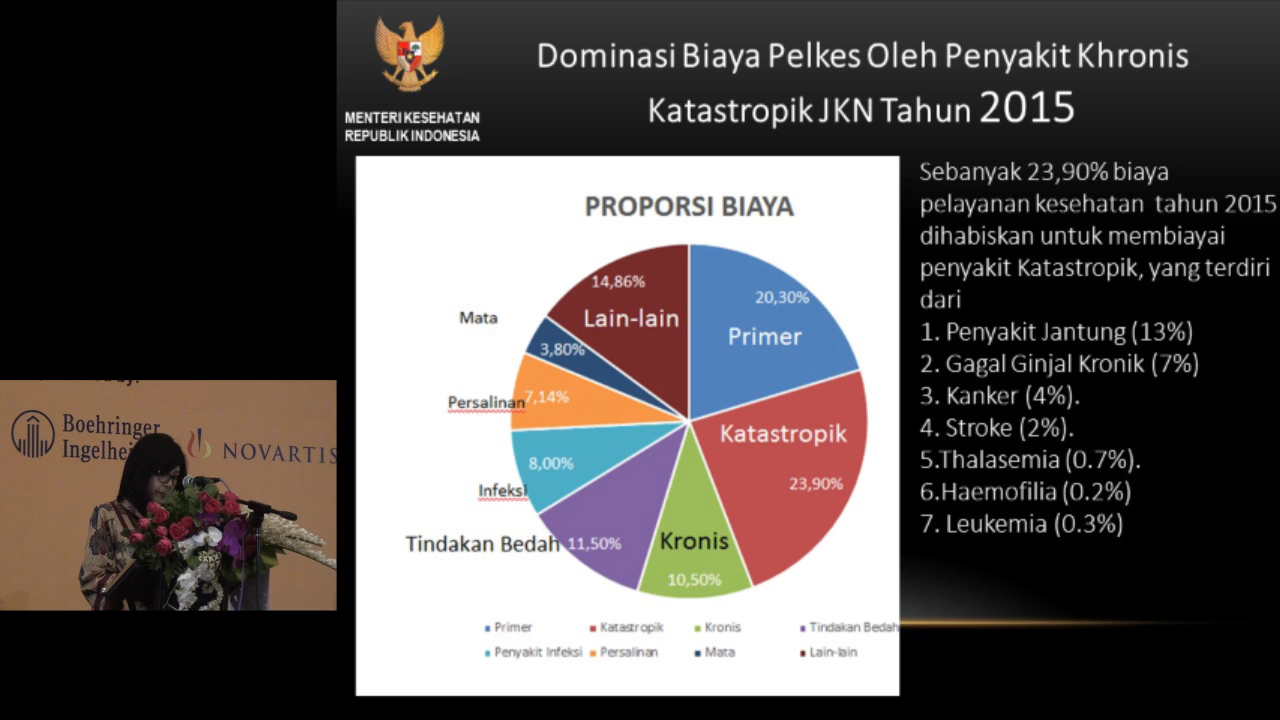 MENTERI KESEHATAN
REPUBLIK INDONESIA
Dominasi Biaya Pelkes Oleh Penyakit Khronis
Katastropik JKN Tahun 2015
PROPORSI BIAYA
14,86%
Lain-lain
20,30%
Primer
Mata
3,80%
Persalinan
7,14%
Katastropik
23,90%
8,00%
Infeksi
Tindakan Bedah
11,50%
Kronis
10,50%
Primer
Katastropik
Kronis
Tindakan Bedah
Penyakit Infeksi
Persalinan
Mata
Lain-lain
Sebanyak 23,90% biaya
pelayanan kesehatan tahun 2015
dihabiskan untuk membiayai
penyakit Katastropik, yang terdiri
dari
1. Penyakit Jantung (13%)
2. Gagal Ginjal Kronik (7%)
3. Kanker (4%).
4. Stroke (2%).
5.Thalasemia (0.7%).
6.Haemofilia (0.2%)
7. Leukemia (0.3%)
by:
Boehringer
Ingelhei
NOVARTIS